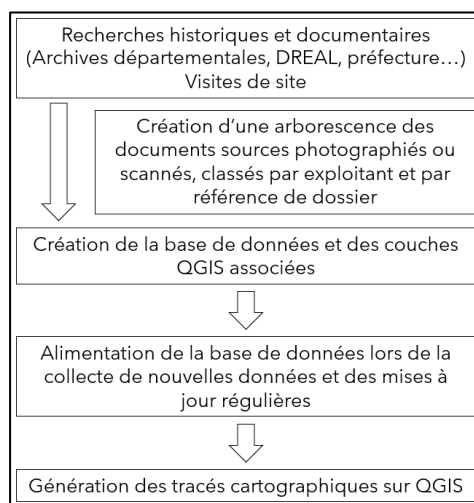 Recherches historiques et documentaires
(Archives départementales, DREAL, préfecture…)
Visites de site
Création d’une arborescence des
documents sources photographiés ou
scannés, classés par exploitant et par
référence de dossier
Création de la base de données et des couches
QGIS associées
Alimentation de la base de données lors de la
collecte de nouvelles données et des mises à
jour régulières
Génération des tracés cartographiques sur QGIS